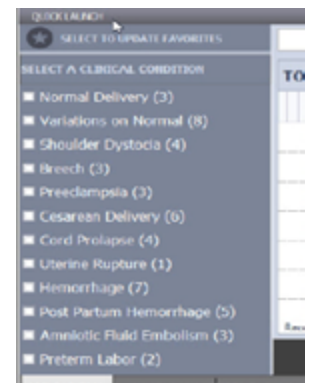 QUICK LAUNCH
SELECT TO UPDATE FAVORITES
SELECT A CLINICAL CONDITION
TO
Normal Delivery (3)
Variations on Normal (8)
Shoulder Dystocia (4)
Breech (3)
Preeclampsia (3)
Cesarean Delivery (6)
Cord Prolapse (4)
Uterine Rupture (1)
Hemorrhage (7)
Post Partum Hemorrhage (5)
Amniotic Fluid Embolism (3)
Preterm Labor (2)